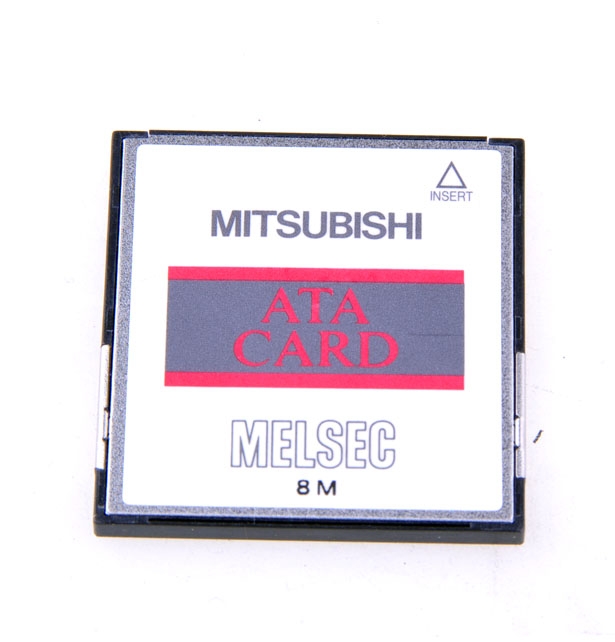 INSERT
MITSUBISHI
ATA
CARD
MELSEC
8 M